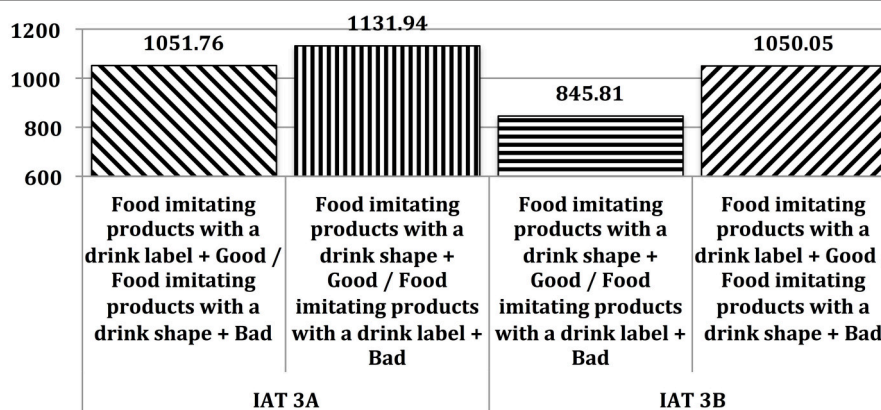 1200
1000
800
600
1051.76
1131.94
845.81
1050.05
Food imitating
products with a
drink label + Good /
Food imitating
products with a
drink shape + Bad
Food imitating
products with a
drink shape +
Good / Food
imitating products
with a drink label +
Bad
Food imitating
products with a
drink shape +
Good / Food
imitating products
with a drink label +
Bad
Food imitating
products with a
drink label + Good
Food imitating
products with a
drink shape + Bad
IAT 3A
IAT 3B